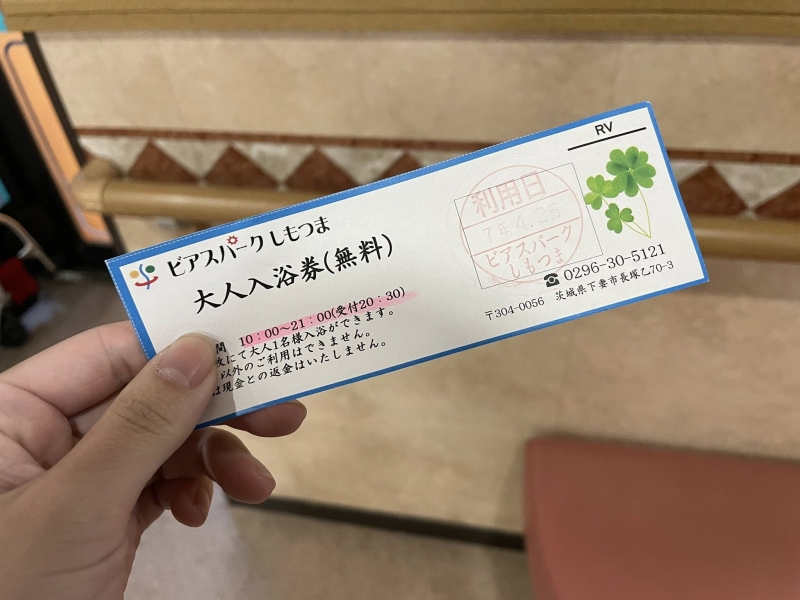 RV
ビアスパークしもつま
大人入浴券(無料)
利用日
7年4.26
ビアスパーク
しもつま
間 10:00～21:00(受付20:30)
枚にて大人1名様入浴ができます。
以外のご利用はできません。
は現金との返金はいたしません。
☎0296-30-5121
〒304-0056 茨城県下妻市長塚乙70-3